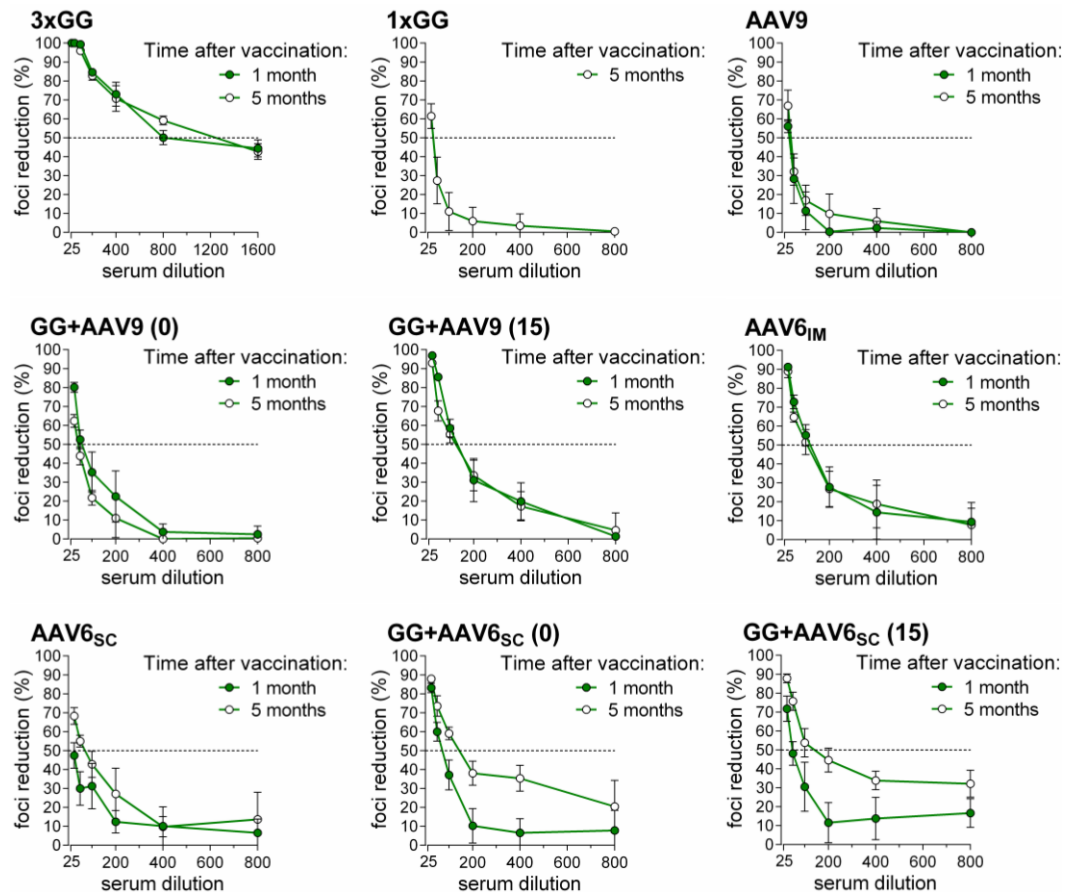 3xGG
Time after vaccination:
1 month
5 months
foci reduction (%)
100
90
80
70
60
50
40
30
20
10
0
25 400 800 1200 1600
serum dilution
1xGG
Time after vaccination:
5 months
foci reduction (%)
100
90
80
70
60
50
40
30
20
10
0
25 200 400 600 800
serum dilution
AAV9
Time after vaccination:
1 month
5 months
foci reduction (%)
100
90
80
70
60
50
40
30
20
10
0
25 200 400 600 800
serum dilution
GG+AAV9 (0)
Time after vaccination:
1 month
5 months
foci reduction (%)
100
90
80
70
60
50
40
30
20
10
0
25 200 400 600 800
serum dilution
GG+AAV9 (15)
Time after vaccination:
1 month
5 months
foci reduction (%)
100
90
80
70
60
50
40
30
20
10
0
25 200 400 600 800
serum dilution
AAV6IM
Time after vaccination:
1 month
5 months
foci reduction (%)
100
90
80
70
60
50
40
30
20
10
0
25 200 400 600 800
serum dilution
AAV6SC
Time after vaccination:
1 month
5 months
foci reduction (%)
100
90
80
70
60
50
40
30
20
10
0
25 200 400 600 800
serum dilution
GG+AAV6SC (0)
Time after vaccination:
1 month
5 months
foci reduction (%)
100
90
80
70
60
50
40
30
20
10
0
25 200 400 600 800
serum dilution
GG+AAV6SC (15)
Time after vaccination:
1 month
5 months
foci reduction (%)
100
90
80
70
60
50
40
30
20
10
0
25 200 400 600 800
serum dilution